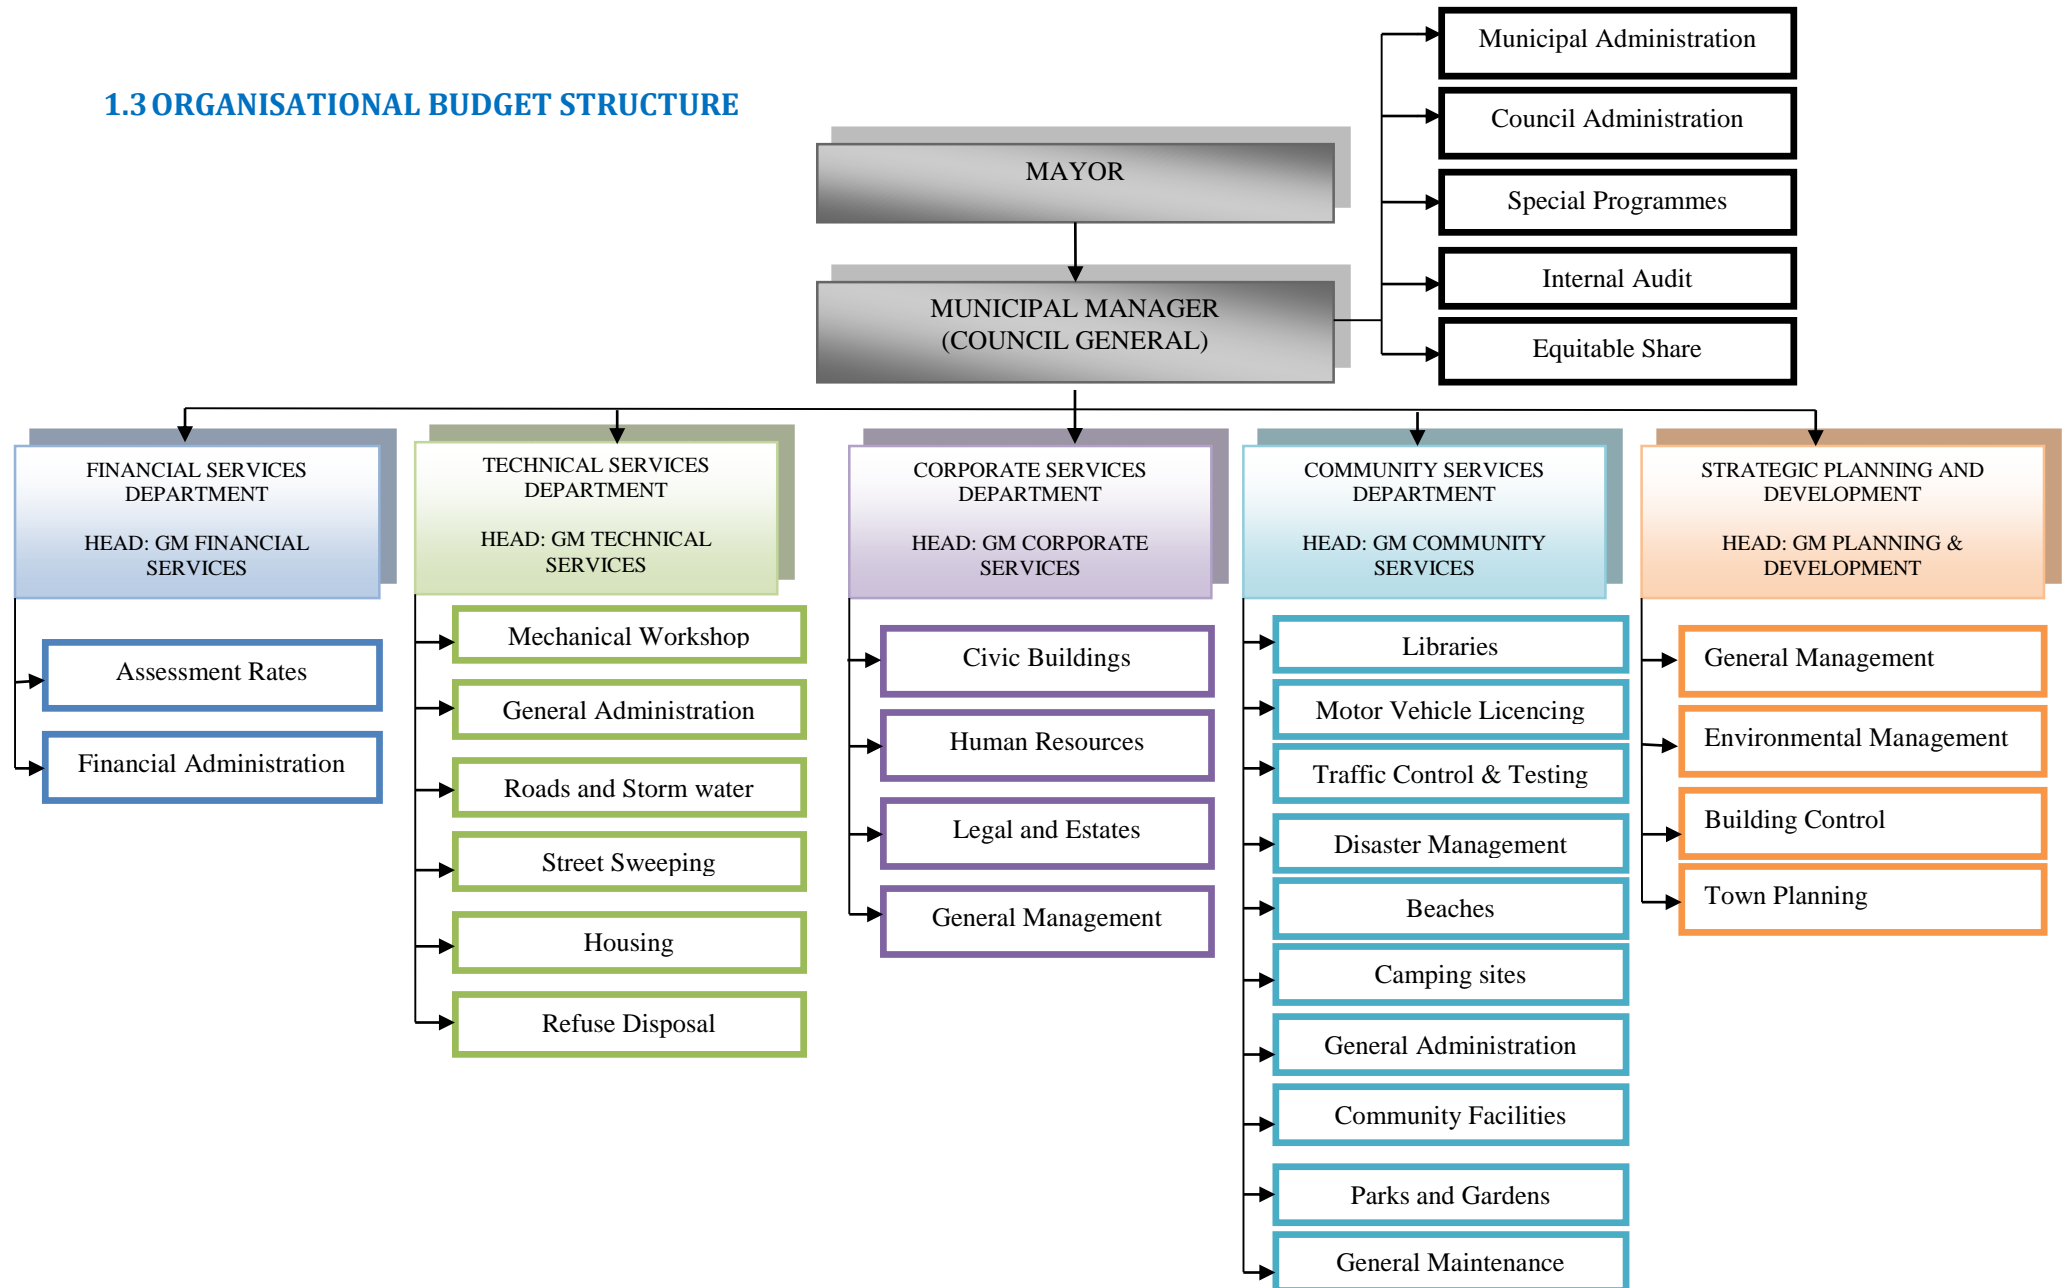 1.3 ORGANISATIONAL BUDGET STRUCTURE
MAYOR
MUNICIPAL MANAGER
(COUNCIL GENERAL)
Municipal Administration
Council Administration
Special Programmes
Internal Audit
Equitable Share
FINANCIAL SERVICES
DEPARTMENT
HEAD: GM FINANCIAL
SERVICES
Assessment Rates
Financial Administration
TECHNICAL SERVICES
DEPARTMENT
HEAD: GM TECHNICAL
SERVICES
Mechanical Workshop
General Administration
Roads and Storm water
Street Sweeping
Housing
Refuse Disposal
CORPORATE SERVICES
DEPARTMENT
HEAD: GM CORPORATE
SERVICES
Civic Buildings
Human Resources
Legal and Estates
General Management
COMMUNITY SERVICES
DEPARTMENT
HEAD: GM COMMUNITY
SERVICES
Libraries
Motor Vehicle Licencing
Traffic Control & Testing
Disaster Management
Beaches
Camping sites
General Administration
Community Facilities
Parks and Gardens
General Maintenance
STRATEGIC PLANNING AND
DEVELOPMENT
HEAD: GM PLANNING &
DEVELOPMENT
General Management
Environmental Management
Building Control
Town Planning